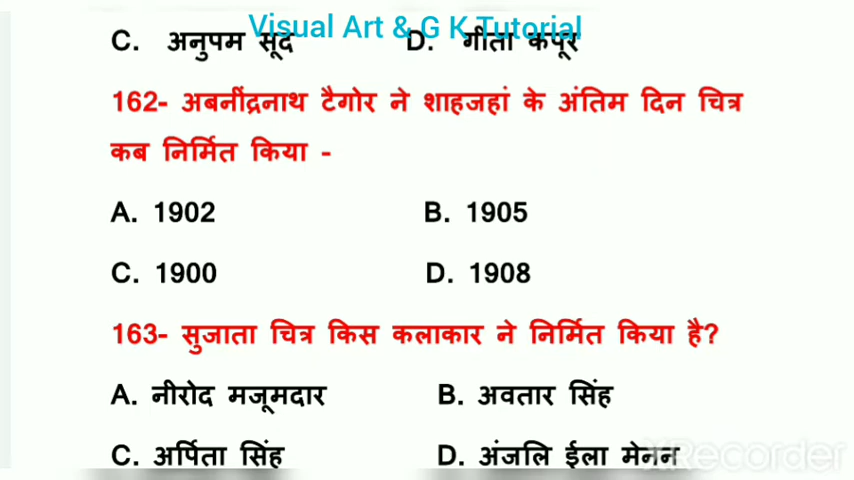 Visual Art & G K Tutorial
C. अनुपम सूद D. गीता कपूर
162- अबनींद्रनाथ टैगोर ने शाहजहां के अंतिम दिन चित्र
कब निर्मित किया -
A. 1902 B. 1905
C. 1900 D. 1908
163- सुजाता चित्र किस कलाकार ने निर्मित किया है?
A. नीरोद मजूमदार B. अवतार सिंह
C. अर्पिता सिंह D. अंजलि ईला मेनन
XRecorder